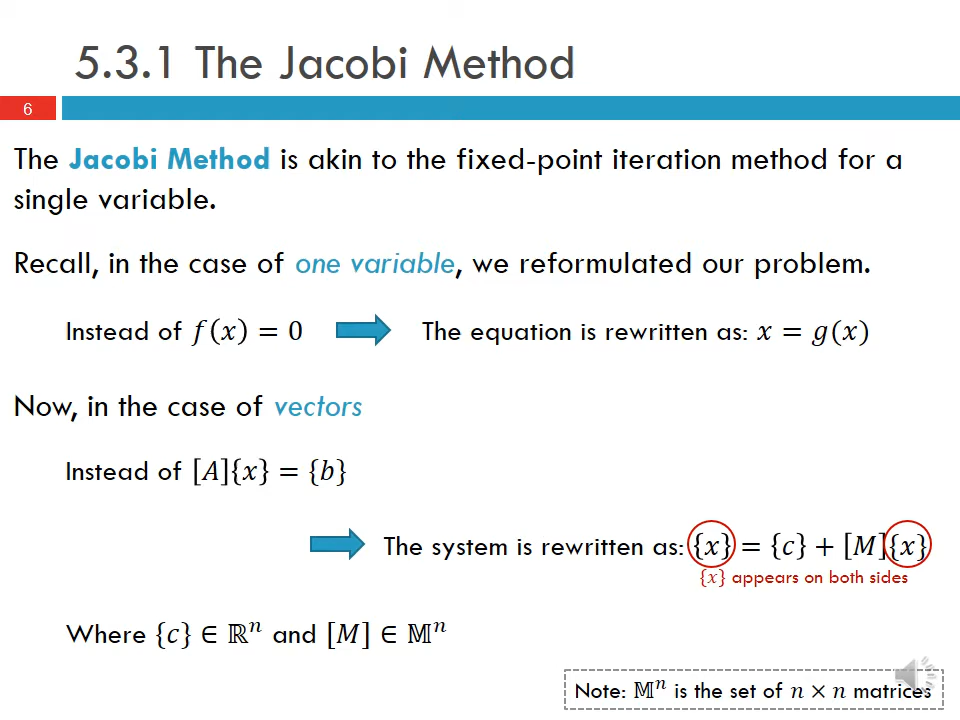 5.3.1 The Jacobi Method
6
The Jacobi Method is akin to the fixed-point iteration method for a
single variable.
Recall, in the case of one variable, we reformulated our problem.
Instead of 𝑓(𝑥) = 0 The equation is rewritten as: 𝑥 = 𝑔(𝑥)
Now, in the case of vectors
Instead of [𝐴]{𝑥} = {𝑏}
The system is rewritten as: {𝑥} = {𝑐} + [𝑀]{𝑥}
{𝑥} appears on both sides
Where {𝑐} ∈ ℝⁿ and [𝑀] ∈ 𝕄ⁿ
Note: 𝕄ⁿ is the set of 𝑛 × 𝑛 matrices